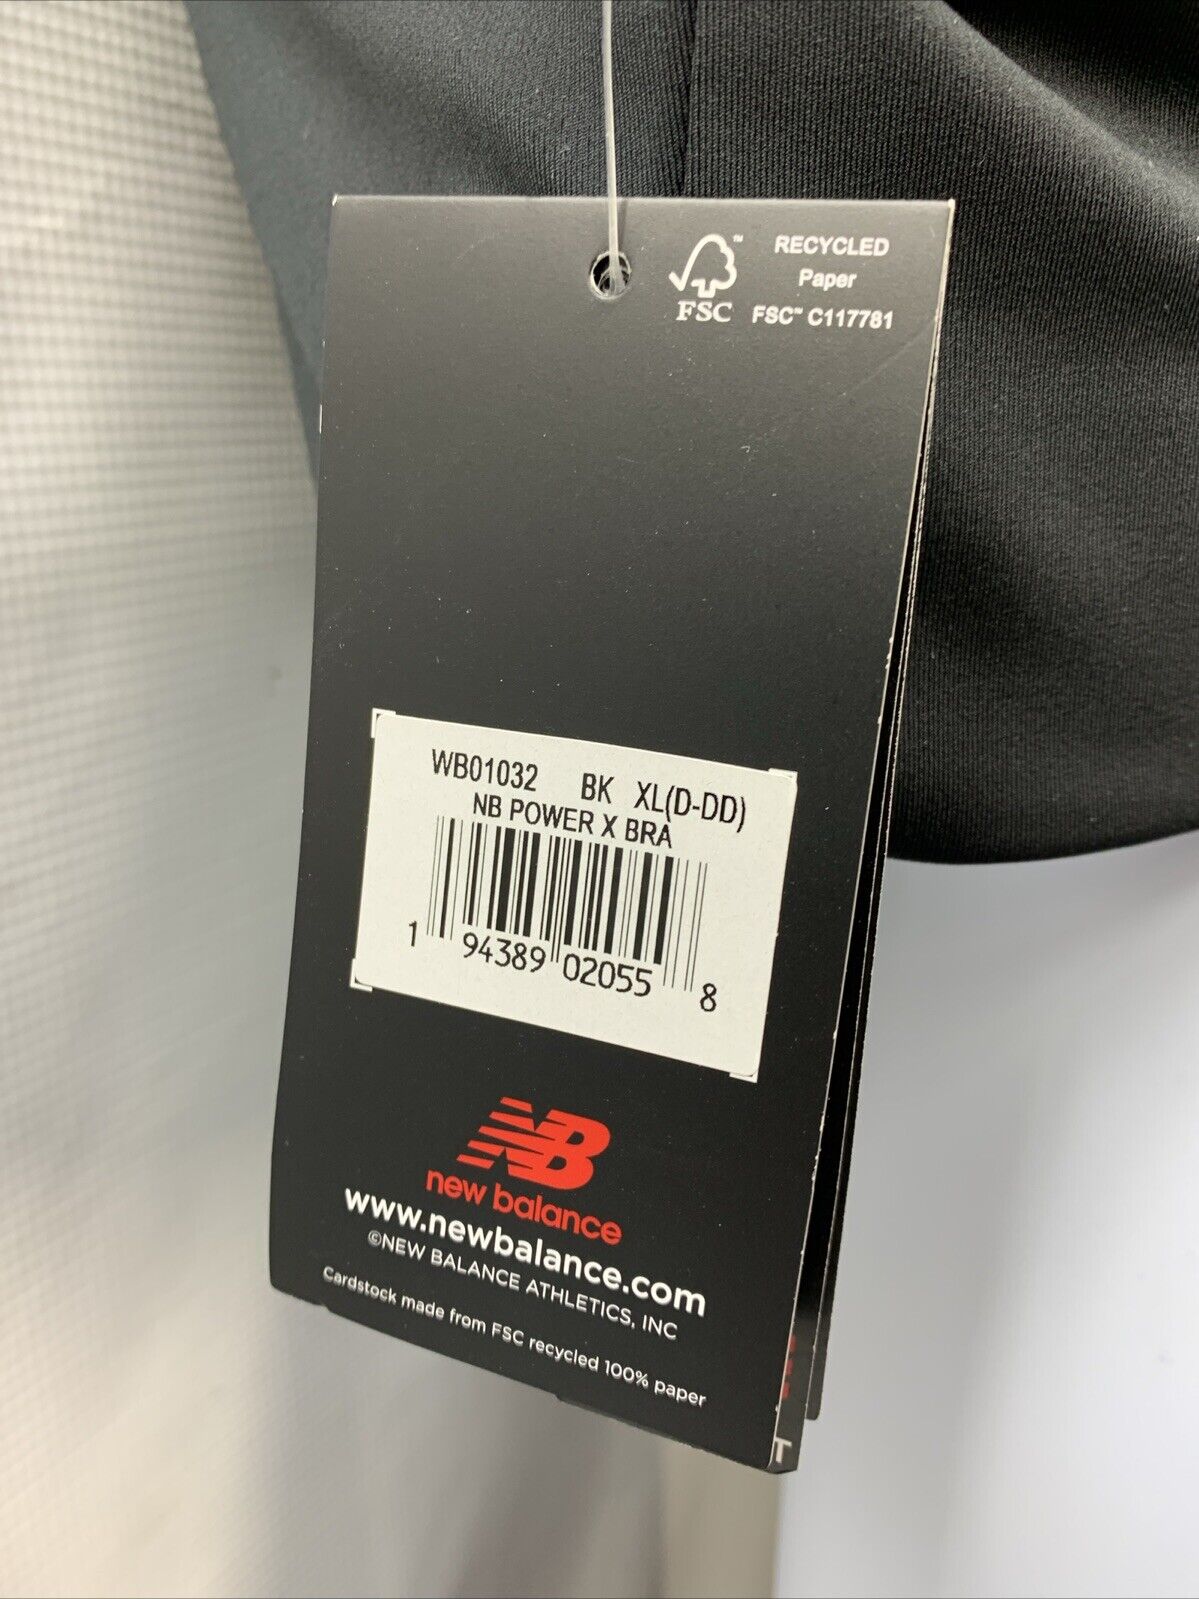 RECYCLED
Paper
FSC™ C117781
™
FSC
WB01032 BK XL(D-DD)
NB POWER X BRA
1 94389 02055 8
NB
new balance
www.newbalance.com
©NEW BALANCE ATHLETICS, INC
Cardstock made from FSC recycled 100% paper
T